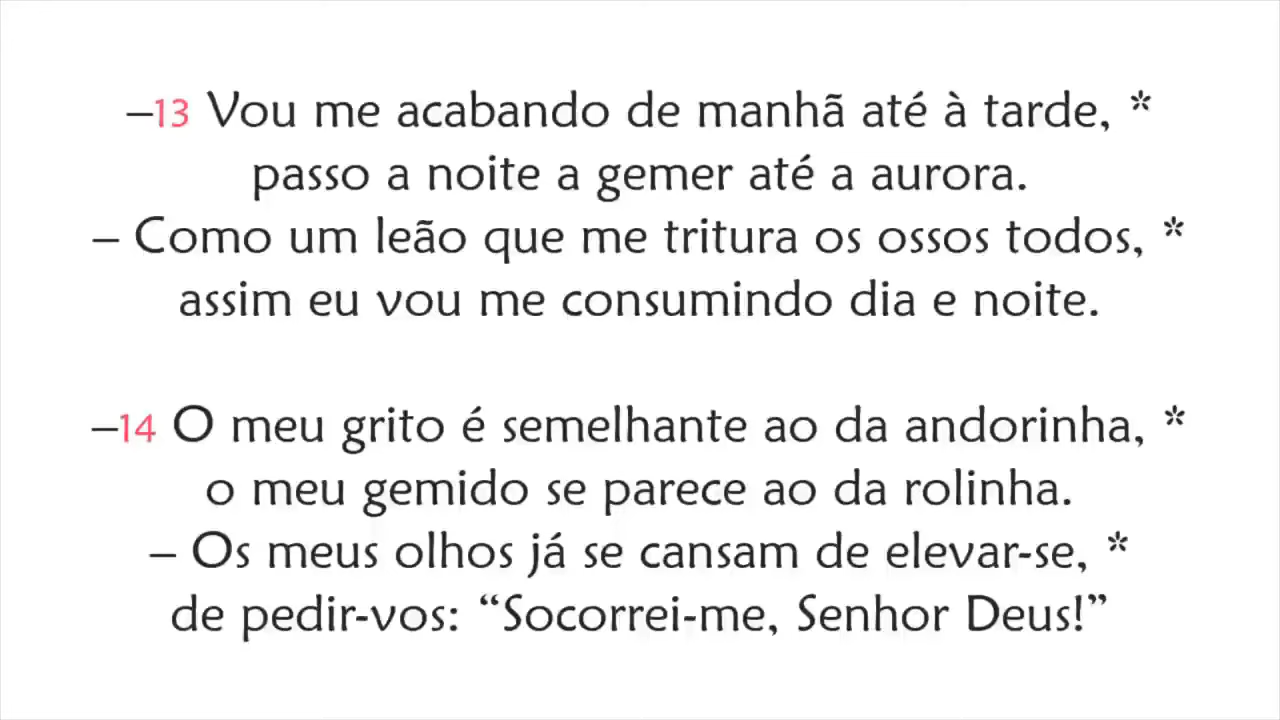 –13 Vou me acabando de manhã até à tarde, *
passo a noite a gemer até a aurora.
– Como um leão que me tritura os ossos todos, *
assim eu vou me consumindo dia e noite.
–14 O meu grito é semelhante ao da andorinha, *
o meu gemido se parece ao da rolinha.
– Os meus olhos já se cansam de elevar-se, *
de pedir-vos: “Socorrei-me, Senhor Deus!”